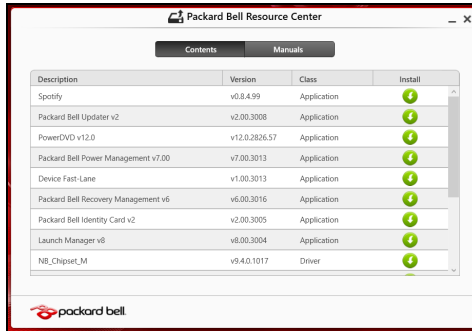 Packard Bell Resource Center
Contents Manuals
Description Version Class Install
Spotify v0.8.4.99 Application
Packard Bell Updater v2 v2.00.3008 Application
PowerDVD v12.0 v12.0.2826.57 Application
Packard Bell Power Management v7.00 v7.00.3013 Application
Device Fast-Lane v1.00.3013 Application
Packard Bell Recovery Management v6 v6.00.3016 Application
Packard Bell Identity Card v2 v2.00.3005 Application
Launch Manager v8 v8.00.3004 Application
NB_Chipset_M v9.4.0.1017 Driver
packard bell.